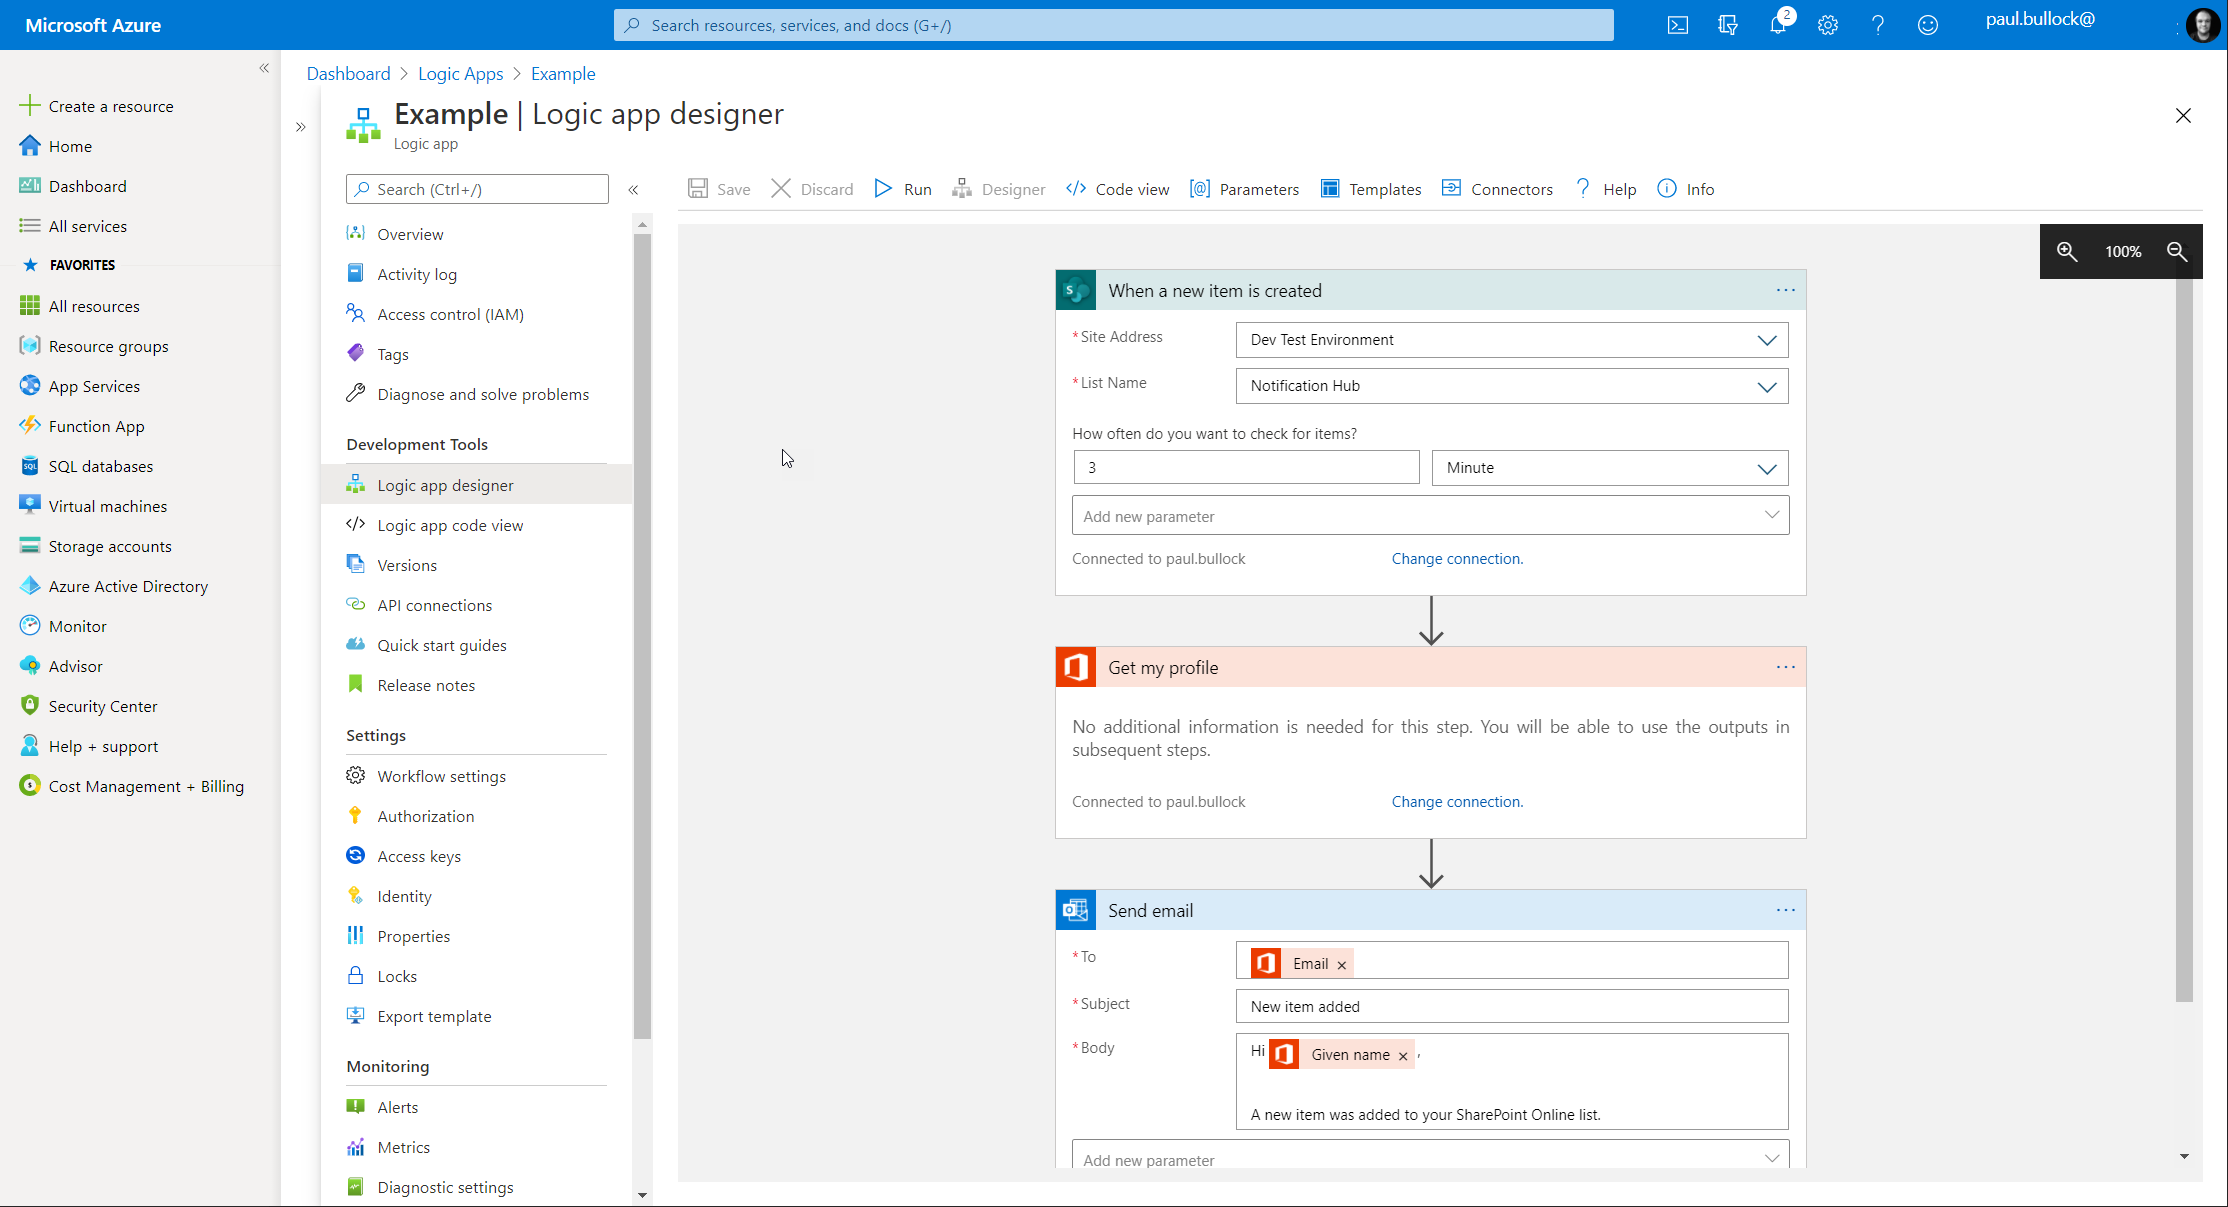 Microsoft Azure
Search resources, services, and docs (G+/)
2
paul.bullock@
Create a resource
Home
Dashboard
All services
FAVORITES
All resources
Resource groups
App Services
Function App
SQL databases
Virtual machines
Storage accounts
Azure Active Directory
Monitor
Advisor
Security Center
Help + support
Cost Management + Billing
Dashboard > Logic Apps > Example
Example | Logic app designer
Logic app
Search (Ctrl+/)
Overview
Activity log
Access control (IAM)
Tags
Diagnose and solve problems
Development Tools
Logic app designer
Logic app code view
Versions
API connections
Quick start guides
Release notes
Settings
Workflow settings
Authorization
Access keys
Identity
Properties
Locks
Export template
Monitoring
Alerts
Metrics
Diagnostic settings
Save Discard Run Designer Code view Parameters Templates Connectors Help Info
100%
When a new item is created
* Site Address Dev Test Environment
* List Name Notification Hub
How often do you want to check for items?
3 Minute
Add new parameter
Connected to paul.bullock Change connection.
Get my profile
No additional information is needed for this step. You will be able to use the outputs in
subsequent steps.
Connected to paul.bullock Change connection.
Send email
* To Email ×
* Subject New item added
* Body Hi Given name × ,
A new item was added to your SharePoint Online list.
Add new parameter